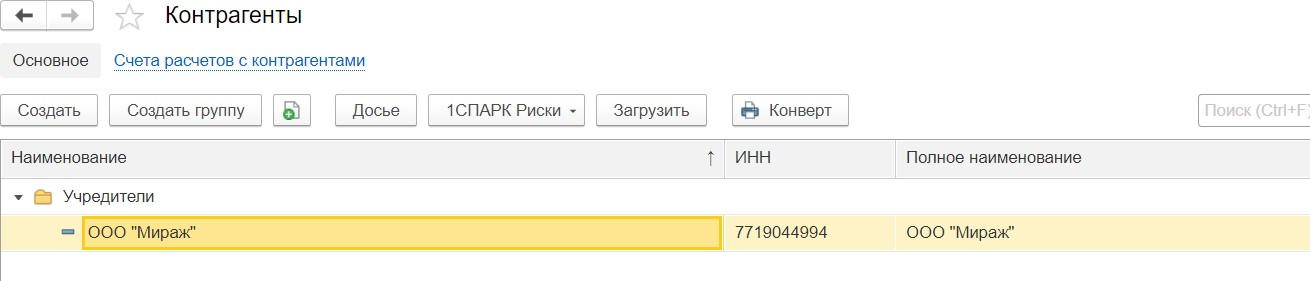 Контрагенты
Основное Счета расчетов с контрагентами
Создать Создать группу Досье 1СПАРК Риски Загрузить Конверт Поиск (Ctrl+F)
Наименование ↑ ИНН Полное наименование
Учредители
ООО "Мираж" 7719044994 ООО "Мираж"